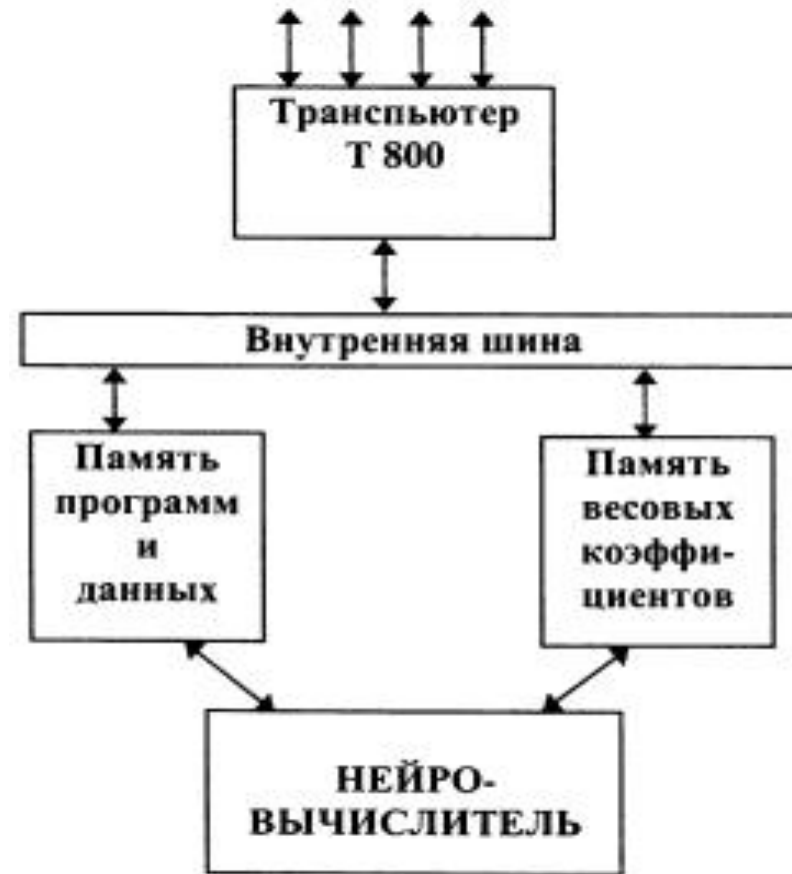 Транспьютер
Т 800
Внутренняя шина
Память
программ
и
данных
Память
весовых
коэффи-
циентов
НЕЙРО-
ВЫЧИСЛИТЕЛЬ